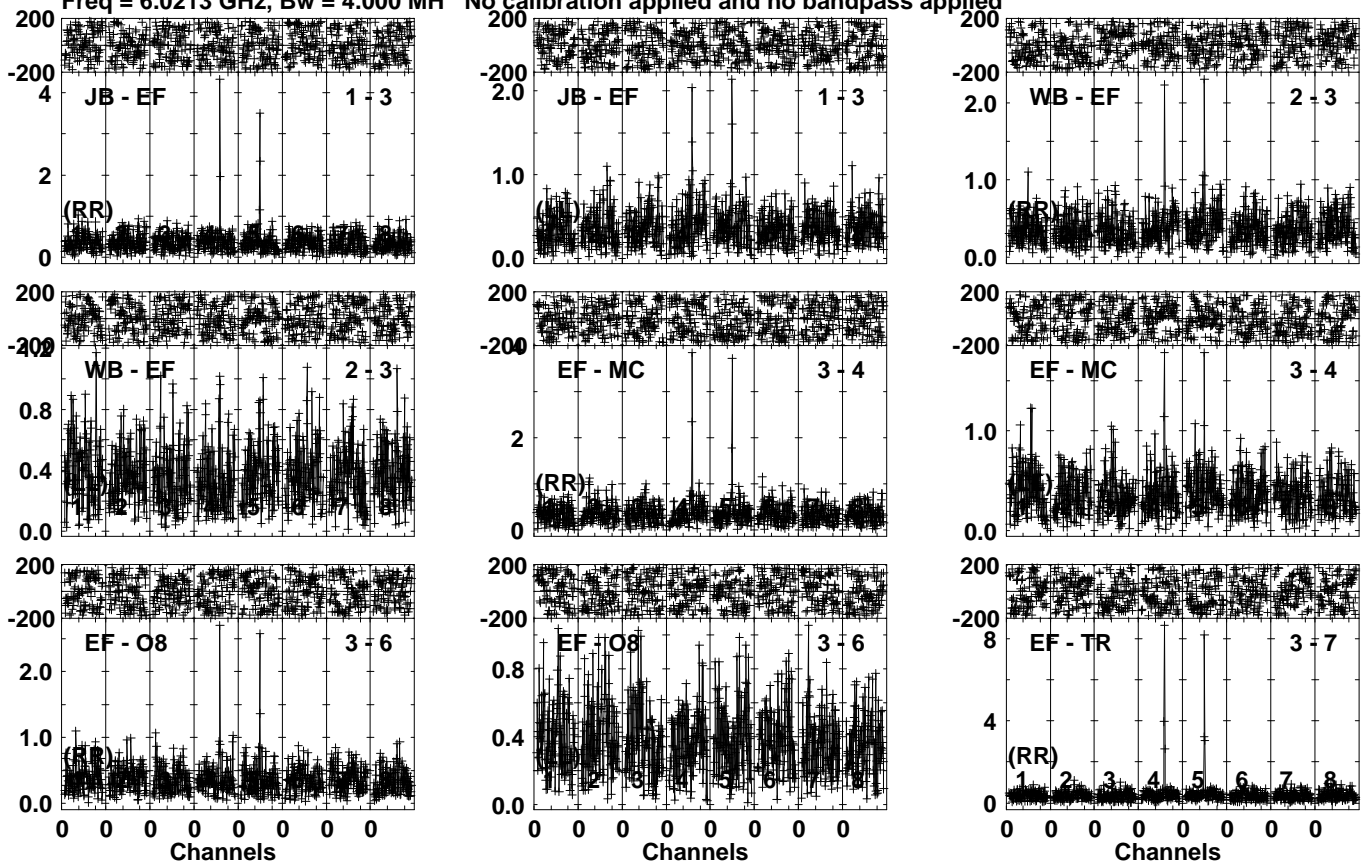 Freq = 6.0213 GHz, Bw = 4.000 MH No calibration applied and no bandpass applied
200 200 200
-200 -200 -200
JB - EF 1 - 3 JB - EF 1 - 3 WB - EF 2 - 3
4 2.0 2.0
2 1.0 1.0
(RR) (RR)
0 0.0 0.0
200 200 200
-200 -200 -200
1.2 4
WB - EF 2 - 3 EF - MC 3 - 4 EF - MC 3 - 4
0.8 2 1.0
0.4 (RR)
1 2 3 4 5 6 7 8
0.0 0 0.0
200 200 200
-200 -200 -200
EF - O8 3 - 6 EF - O8 3 - 6 EF - TR 3 - 7
2.0 0.8 8
1.0 0.4 4
(RR) (RR)
1 2 3 4 5 6 7 8 1 2 3 4 5 6 7 8
0.0 0.0 0
0 0 0 0 0 0 0 0 0 0 0 0 0 0 0 0 0 0 0 0 0 0 0 0
Channels Channels Channels